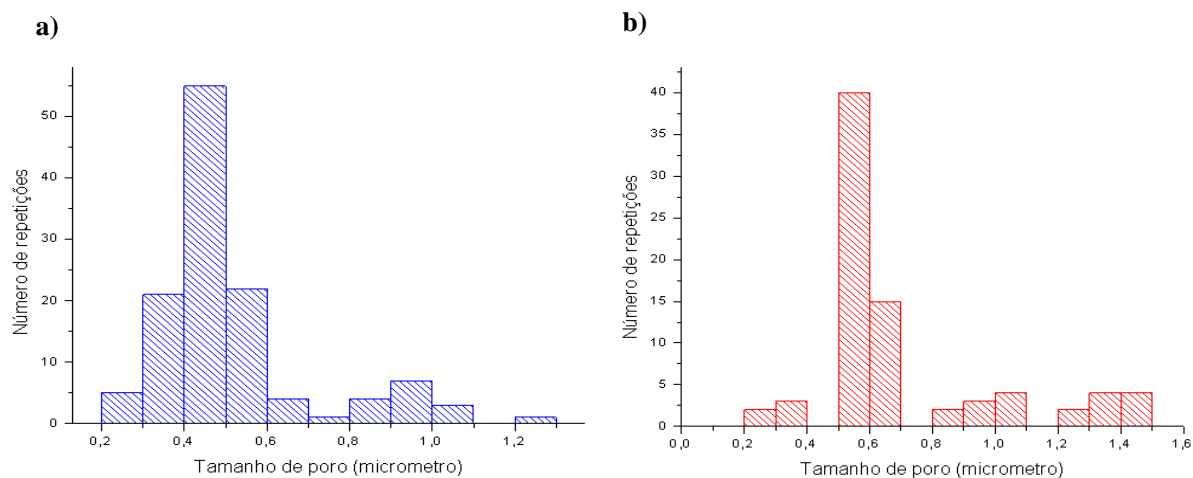 a)
Número de repetições
50
40
30
20
10
0
0,2 0,4 0,6 0,8 1,0 1,2
Tamanho de poro (micrometro)
b)
Número de repetições
40
35
30
25
20
15
10
5
0
0,0 0,2 0,4 0,6 0,8 1,0 1,2 1,4 1,6
Tamanho de poro (micrometro)